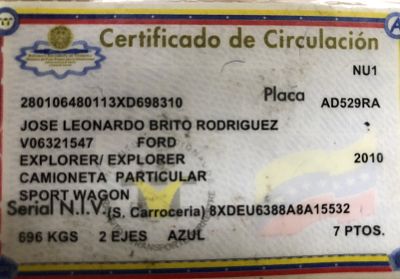 Certificado de Circulación
NU1
280106480113XD698310 Placa AD529RA
JOSE LEONARDO BRITO RODRIGUEZ
V06321547 FORD
EXPLORER/ EXPLORER 2010
CAMIONETA PARTICULAR
SPORT WAGON
Serial N.I.V. (S. Carroceria) 8XDEU6388A8A15532
696 KGS 2 EJES AZUL 7 PTOS.